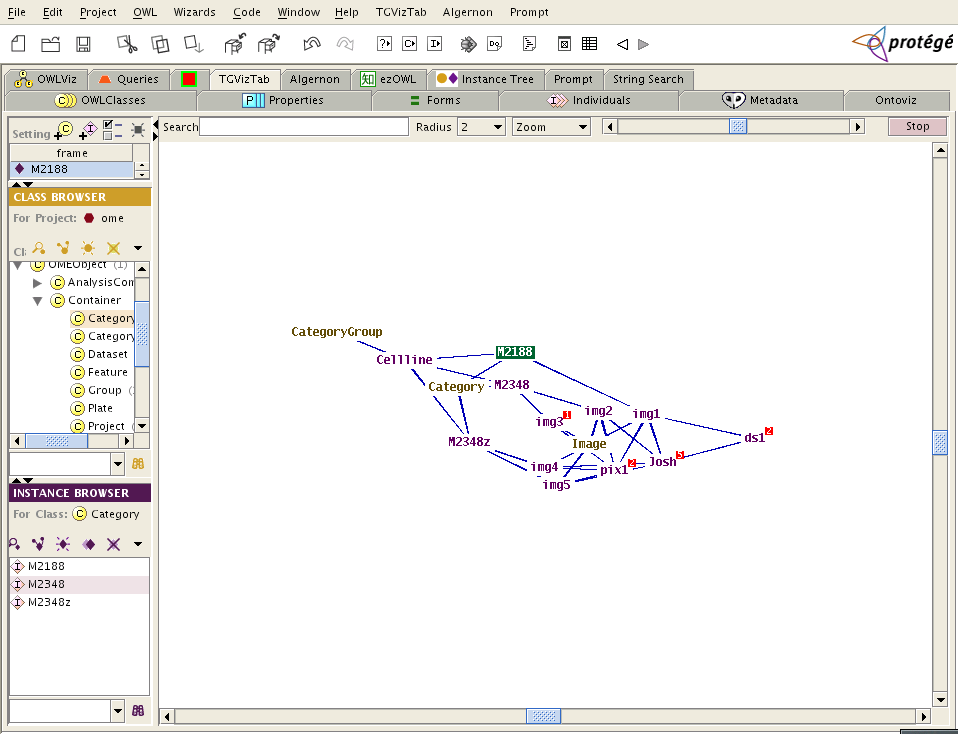 File Edit Project OWL Wizards Code Window Help TGVizTab Algernon Prompt
protégé
OWLViz Queries TGVizTab Algernon ezOWL Instance Tree Prompt String Search
OWLClasses Properties Forms Individuals Metadata Ontoviz
Setting Search Radius 2 Zoom Stop
frame
M2188
CLASS BROWSER
For Project: ome
Cl:
OMEObject (1)
AnalysisCom
Container
Category
Category
Dataset
Feature
Group (
Plate
Project (
INSTANCE BROWSER
For Class: Category
M2188
M2348
M2348z
CategoryGroup
Cellline
M2188
Category
M2348
img3 1
img2
img1
ds1 2
M2348z
Image
img4
pix1 2
Josh 5
img5